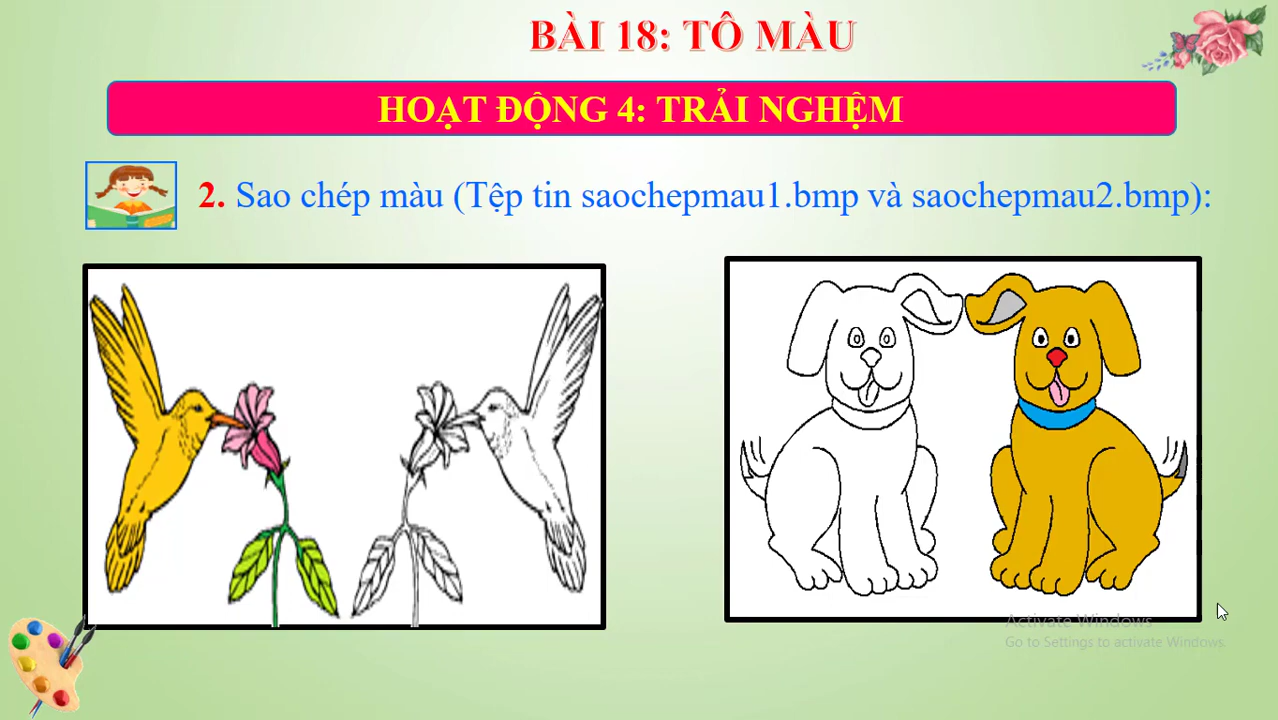 BÀI 18: TÔ MÀU
HOẠT ĐỘNG 4: TRẢI NGHỆM
2. Sao chép màu (Tệp tin saochepmau1.bmp và saochepmau2.bmp):
Activate Windows
Go to Settings to activate Windows.